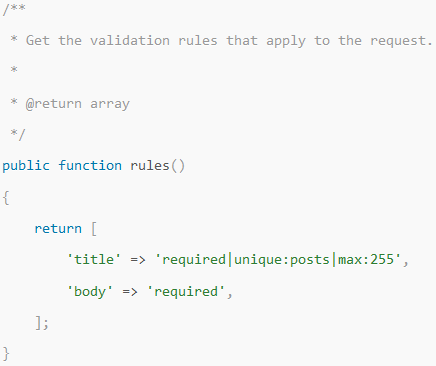 /**
 * Get the validation rules that apply to the request.
 *
 * @return array
 */
public function rules()
{
    return [
        'title' => 'required|unique:posts|max:255',
        'body' => 'required',
    ];
}